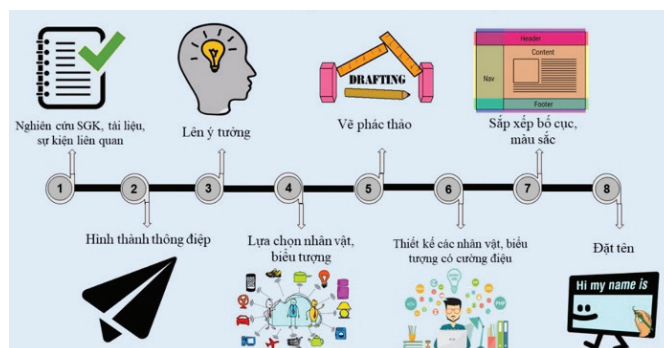 Header
Nav
Content
Footer
DRAFTING
Nghiên cứu SGK, tài liệu,
sự kiện liên quan
Lên ý tưởng
Vẽ phác thảo
Sắp xếp bố cục,
màu sắc
1
2
3
4
5
6
7
8
Hình thành thông điệp
Lựa chọn nhân vật,
biểu tượng
Thiết kế các nhân vật, biểu
tượng có cường điệu
Đặt tên
PHP
Hi my name is